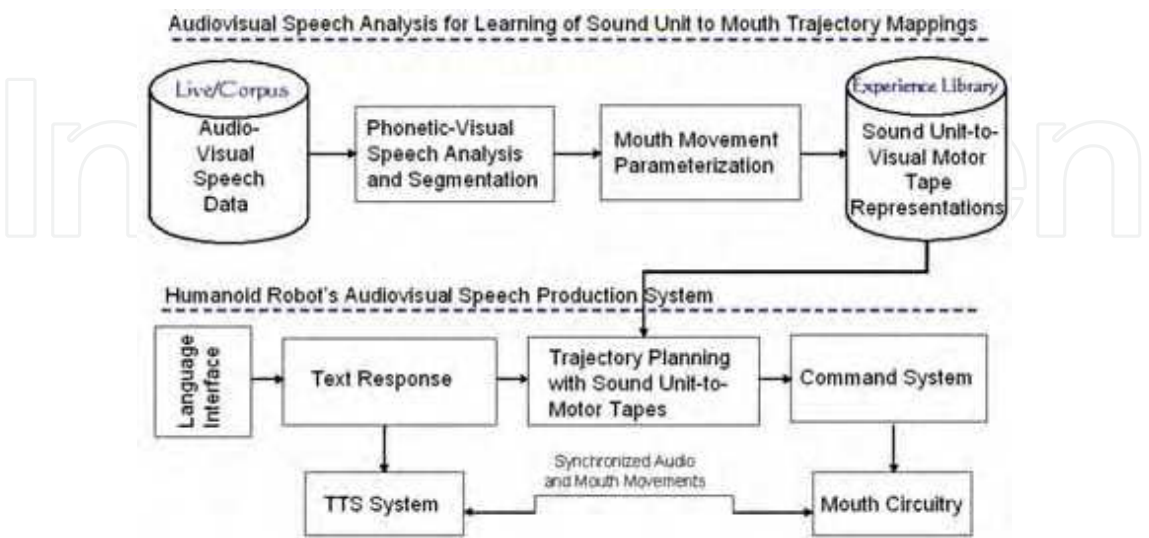 Audiovisual Speech Analysis for Learning of Sound Unit to Mouth Trajectory Mappings
Live/Corpus
Audio-
Visual
Speech
Data
Phonetic-Visual
Speech Analysis
and Segmentation
Mouth Movement
Parameterization
Experience Library
Sound Unit-to-
Visual Motor
Tape
Representations
Humanoid Robot's Audiovisual Speech Production System
Language
Interface
Text Response
Trajectory Planning
with Sound Unit-to-
Motor Tapes
Command System
TTS System
Synchronized Audio
and Mouth Movements
Mouth Circuitry